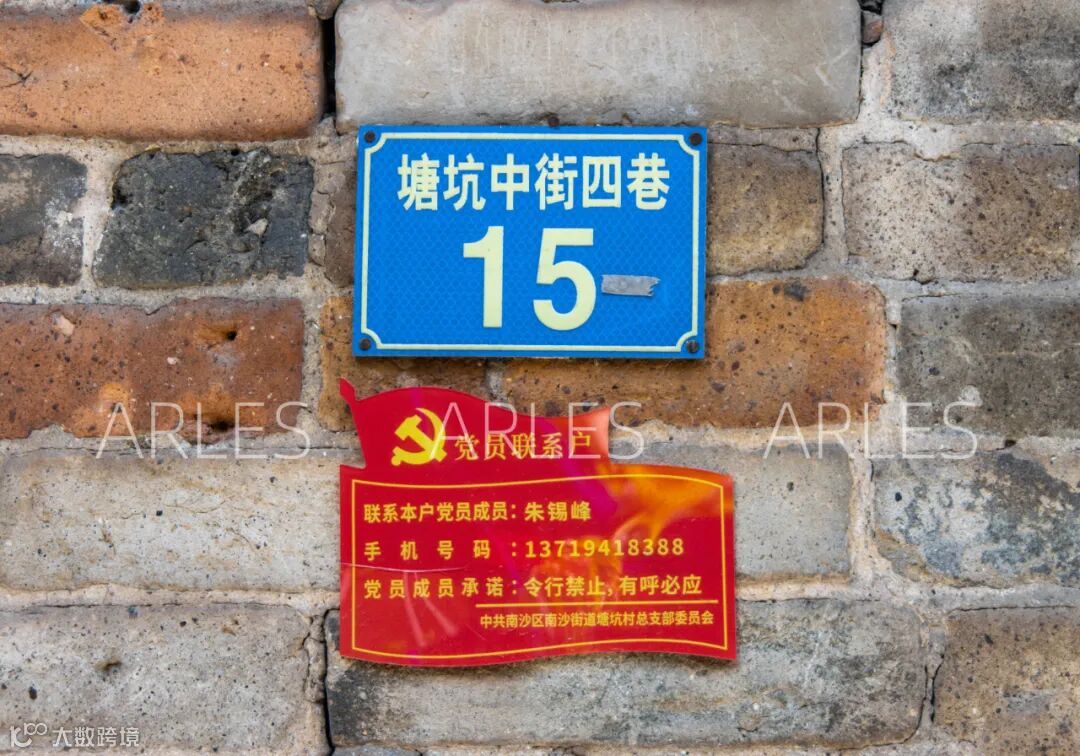 塘坑中街四巷
15
党员联系户
ARLES ARLES ARLES
联系本户党员成员：朱锡峰
手机号码：13719418388
党员成员承诺：令行禁止，有呼必应
中共南沙区南沙街道塘坑村总支部委员会
大数跨境